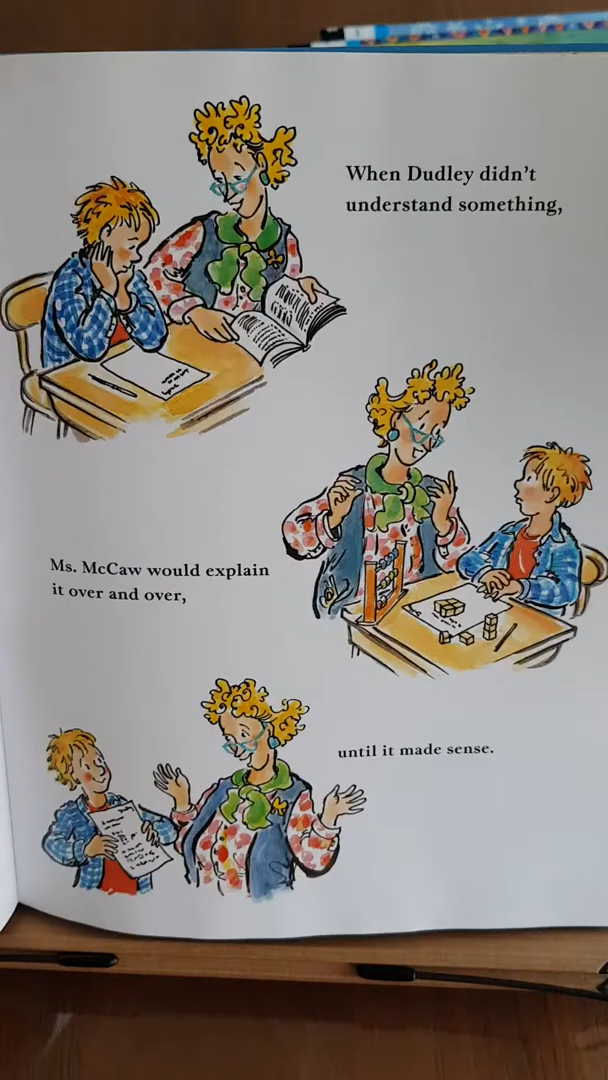 When Dudley didn't
understand something,
Ms. McCaw would explain
it over and over,
until it made sense.